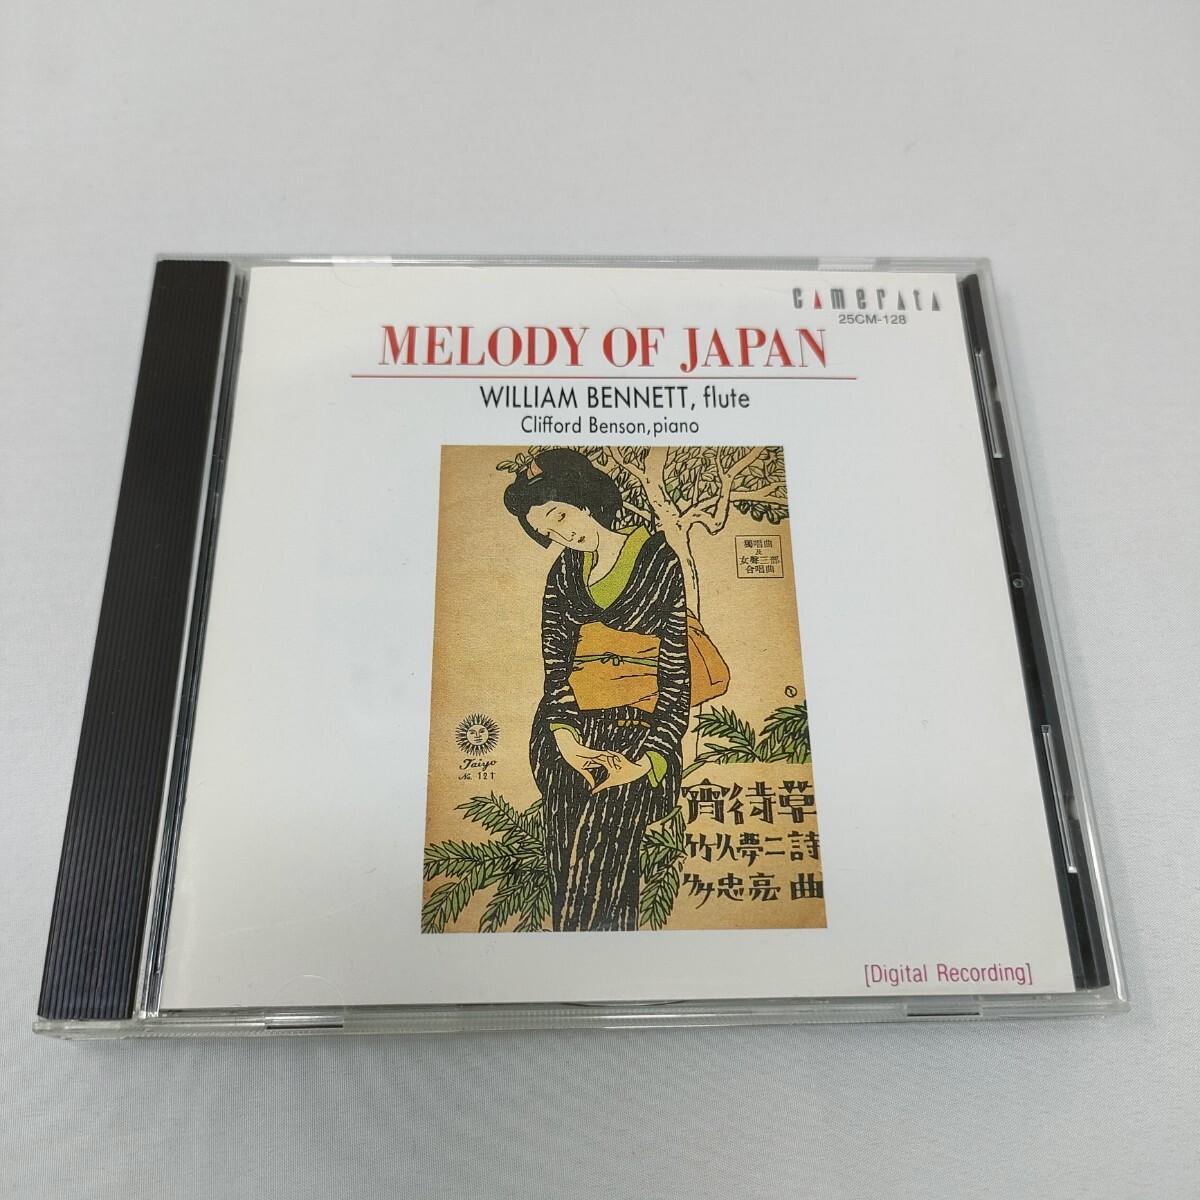 camerata
25CM-128
MELODY OF JAPAN
WILLIAM BENNETT, flute
Clifford Benson, piano
獨唱曲
及
女聲三部
合唱曲
Taiyo
No. 121
宵待草
竹久夢二詩
多忠亮曲
[Digital Recording]